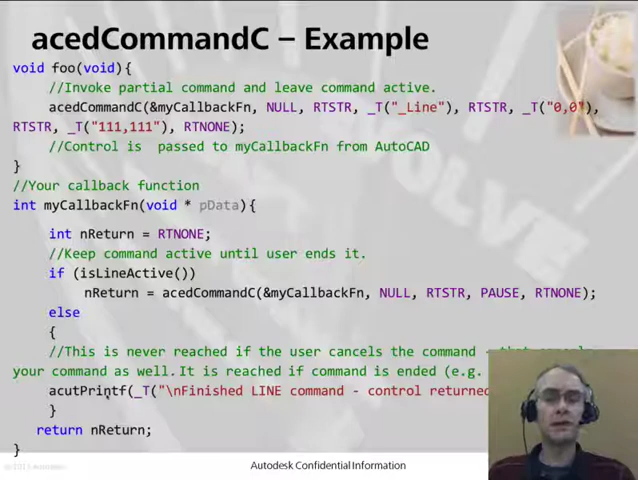 acedCommandC – Example
void foo(void){
//Invoke partial command and leave command active.
acedCommandC(&myCallbackFn, NULL, RTSTR, _T("_Line"), RTSTR, _T("0,0"),
RTSTR, _T("111,111"), RTNONE);
//Control is  passed to myCallbackFn from AutoCAD
}
//Your callback function
int myCallbackFn(void * pData){
int nReturn = RTNONE;
//Keep command active until user ends it.
if (isLineActive())
nReturn = acedCommandC(&myCallbackFn, NULL, RTSTR, PAUSE, RTNONE);
else
{
//This is never reached if the user cancels the command - that
your command as well. It is reached if command is ended (e.g.
acutPrintf(_T("\nFinished LINE command - control returned
}
return nReturn;
}
Autodesk Confidential Information